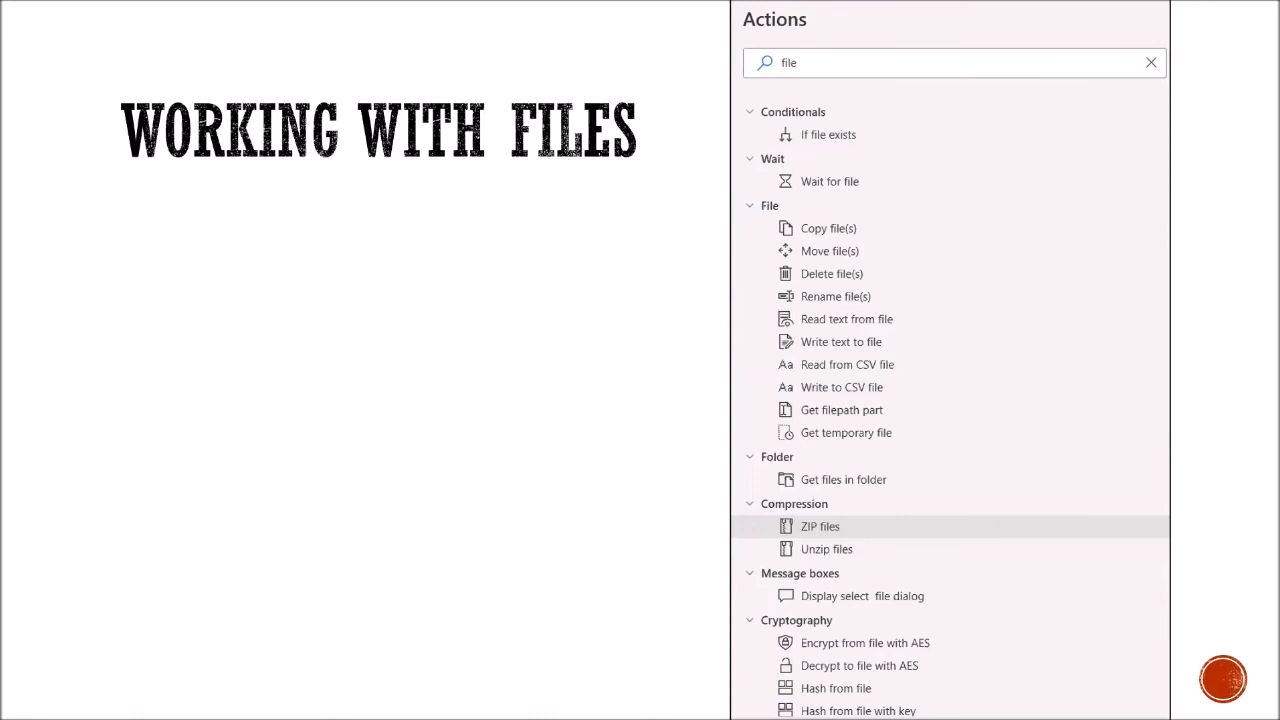 WORKING WITH FILES
Actions
file
Conditionals
If file exists
Wait
Wait for file
File
Copy file(s)
Move file(s)
Delete file(s)
Rename file(s)
Read text from file
Write text to file
Aa Read from CSV file
Aa Write to CSV file
Get filepath part
Get temporary file
Folder
Get files in folder
Compression
ZIP files
Unzip files
Message boxes
Display select file dialog
Cryptography
Encrypt from file with AES
Decrypt to file with AES
Hash from file
Hash from file with key